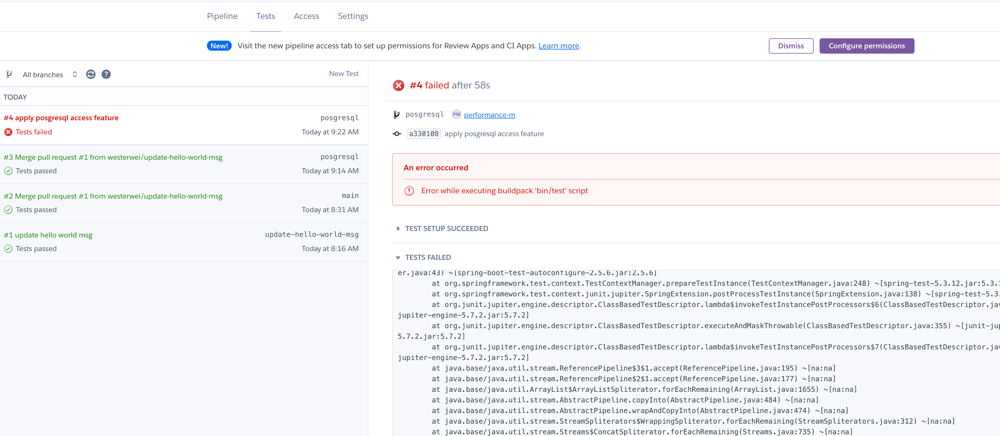 Pipeline Tests Access Settings
New! Visit the new pipeline access tab to set up permissions for Review Apps and CI Apps. Learn more.
Dismiss Configure permissions
All branches ? New Test
TODAY
#4 apply posgresql access feature posgresql
Tests failed Today at 9:22 AM
#3 Merge pull request #1 from westerwei/update-hello-world-msg posgresql
Tests passed Today at 9:14 AM
#2 Merge pull request #1 from westerwei/update-hello-world-msg main
Tests passed Today at 8:31 AM
#1 update hello world msg update-hello-world-msg
Tests passed Today at 8:16 AM
#4 failed after 58s
posgresql PM performance-m
a330108 apply posgresql access feature
An error occurred
Error while executing buildpack 'bin/test' script
TEST SETUP SUCCEEDED
TESTS FAILED
er.java:43) ~[spring-boot-test-autoconfigure-2.5.6.jar:2.5.6]
at org.springframework.test.context.TestContextManager.prepareTestInstance(TestContextManager.java:248) ~[spring-test-5.3.12.jar:5.3.1
at org.springframework.test.context.junit.jupiter.SpringExtension.postProcessTestInstance(SpringExtension.java:138) ~[spring-test-5.3.
at org.junit.jupiter.engine.descriptor.ClassBasedTestDescriptor.lambda$invokeTestInstancePostProcessors$6(ClassBasedTestDescriptor.jav
jupiter-engine-5.7.2.jar:5.7.2]
at org.junit.jupiter.engine.descriptor.ClassBasedTestDescriptor.executeAndMaskThrowable(ClassBasedTestDescriptor.java:355) ~[junit-jup
5.7.2.jar:5.7.2]
at org.junit.jupiter.engine.descriptor.ClassBasedTestDescriptor.lambda$invokeTestInstancePostProcessors$7(ClassBasedTestDescriptor.jav
jupiter-engine-5.7.2.jar:5.7.2]
at java.base/java.util.stream.ReferencePipeline$3$1.accept(ReferencePipeline.java:195) ~[na:na]
at java.base/java.util.stream.ReferencePipeline$2$1.accept(ReferencePipeline.java:177) ~[na:na]
at java.base/java.util.ArrayList$ArrayListSpliterator.forEachRemaining(ArrayList.java:1655) ~[na:na]
at java.base/java.util.stream.AbstractPipeline.copyInto(AbstractPipeline.java:484) ~[na:na]
at java.base/java.util.stream.AbstractPipeline.wrapAndCopyInto(AbstractPipeline.java:474) ~[na:na]
at java.base/java.util.stream.StreamSpliterators$WrappingSpliterator.forEachRemaining(StreamSpliterators.java:312) ~[na:na]
at java.base/java.util.stream.Streams$ConcatSpliterator.forEachRemaining(Streams.java:735) ~[na:na]